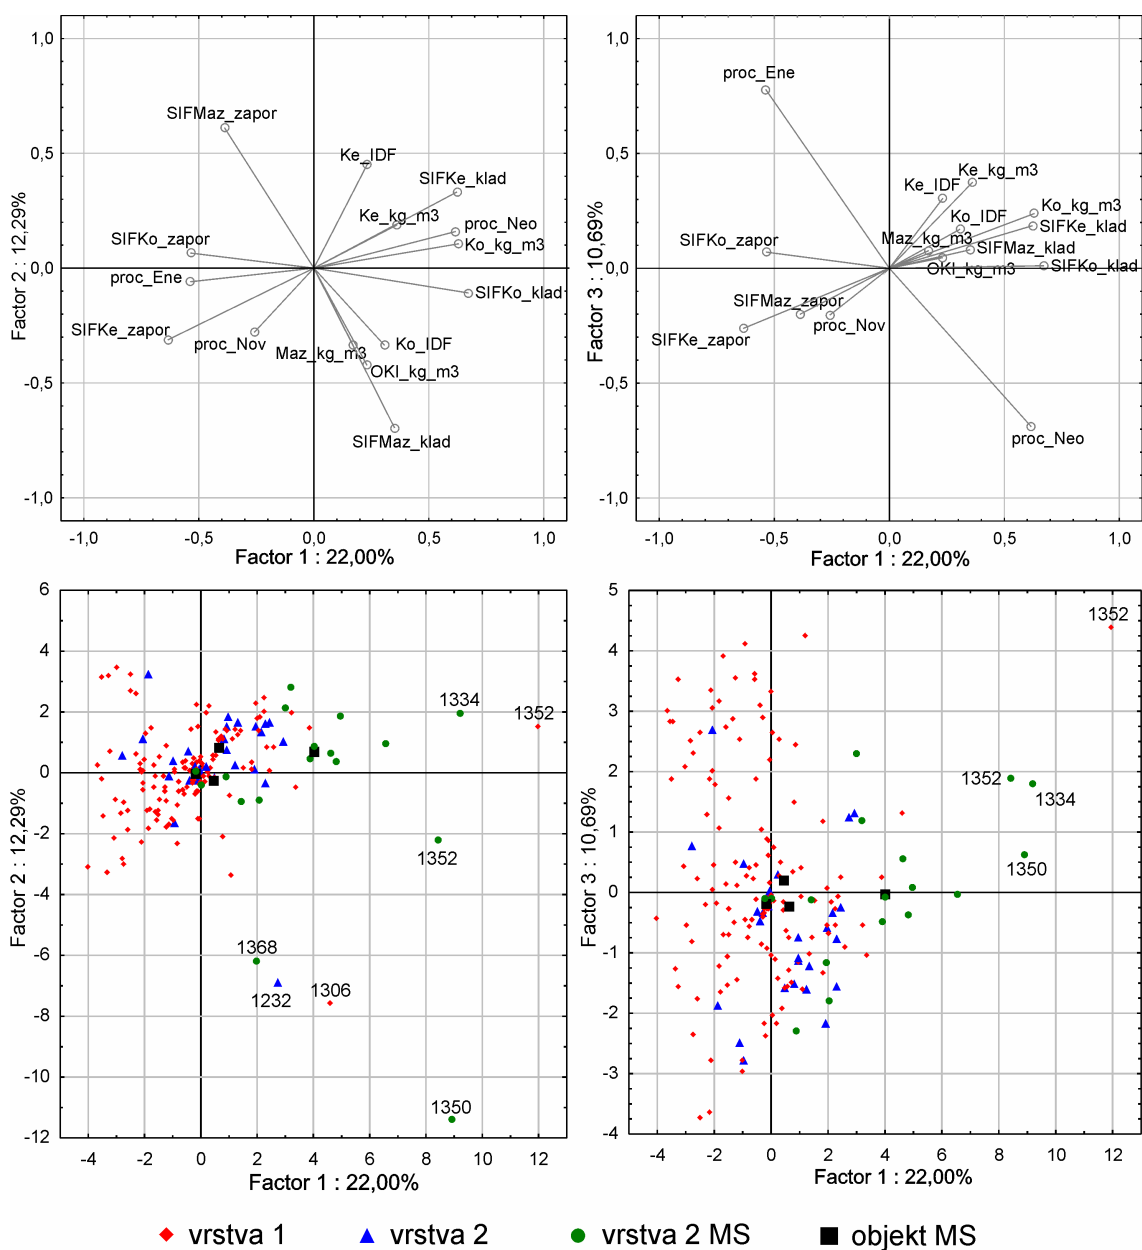 1,0
0,5
0,0
-0,5
-1,0
Factor 2 : 12,29%
SIFMaz_zapor
Ke_IDF
SIFKe_klad
Ke_kg_m3
proc_Neo
SIFKo_zapor
Ko_kg_m3
proc_Ene
SIFKo_klad
SIFKe_zapor
proc_Nov
Maz_kg_m3
Ko_IDF
OKI_kg_m3
SIFMaz_klad
-1,0 -0,5 0,0 0,5 1,0
Factor 1 : 22,00%
1,0
0,5
0,0
-0,5
-1,0
Factor 3 : 10,69%
proc_Ene
Ke_kg_m3
Ke_IDF
Ko_IDF
Ko_kg_m3
SIFKe_klad
SIFKo_zapor
Maz_kg_m3
SIFMaz_klad
OKI_kg_m3
SIFKo_klad
SIFMaz_zapor
proc_Nov
SIFKe_zapor
proc_Neo
-1,0 -0,5 0,0 0,5 1,0
Factor 1 : 22,00%
6
4
2
0
-2
-4
-6
-8
-10
-12
Factor 2 : 12,29%
1334
1352
1352
1368
1232
1306
1350
-4 -2 0 2 4 6 8 10 12
Factor 1 : 22,00%
5
4
3
2
1
0
-1
-2
-3
-4
Factor 3 : 10,69%
1352
1352
1334
1350
-4 -2 0 2 4 6 8 10 12
Factor 1 : 22,00%
vrstva 1 vrstva 2 vrstva 2 MS objekt MS